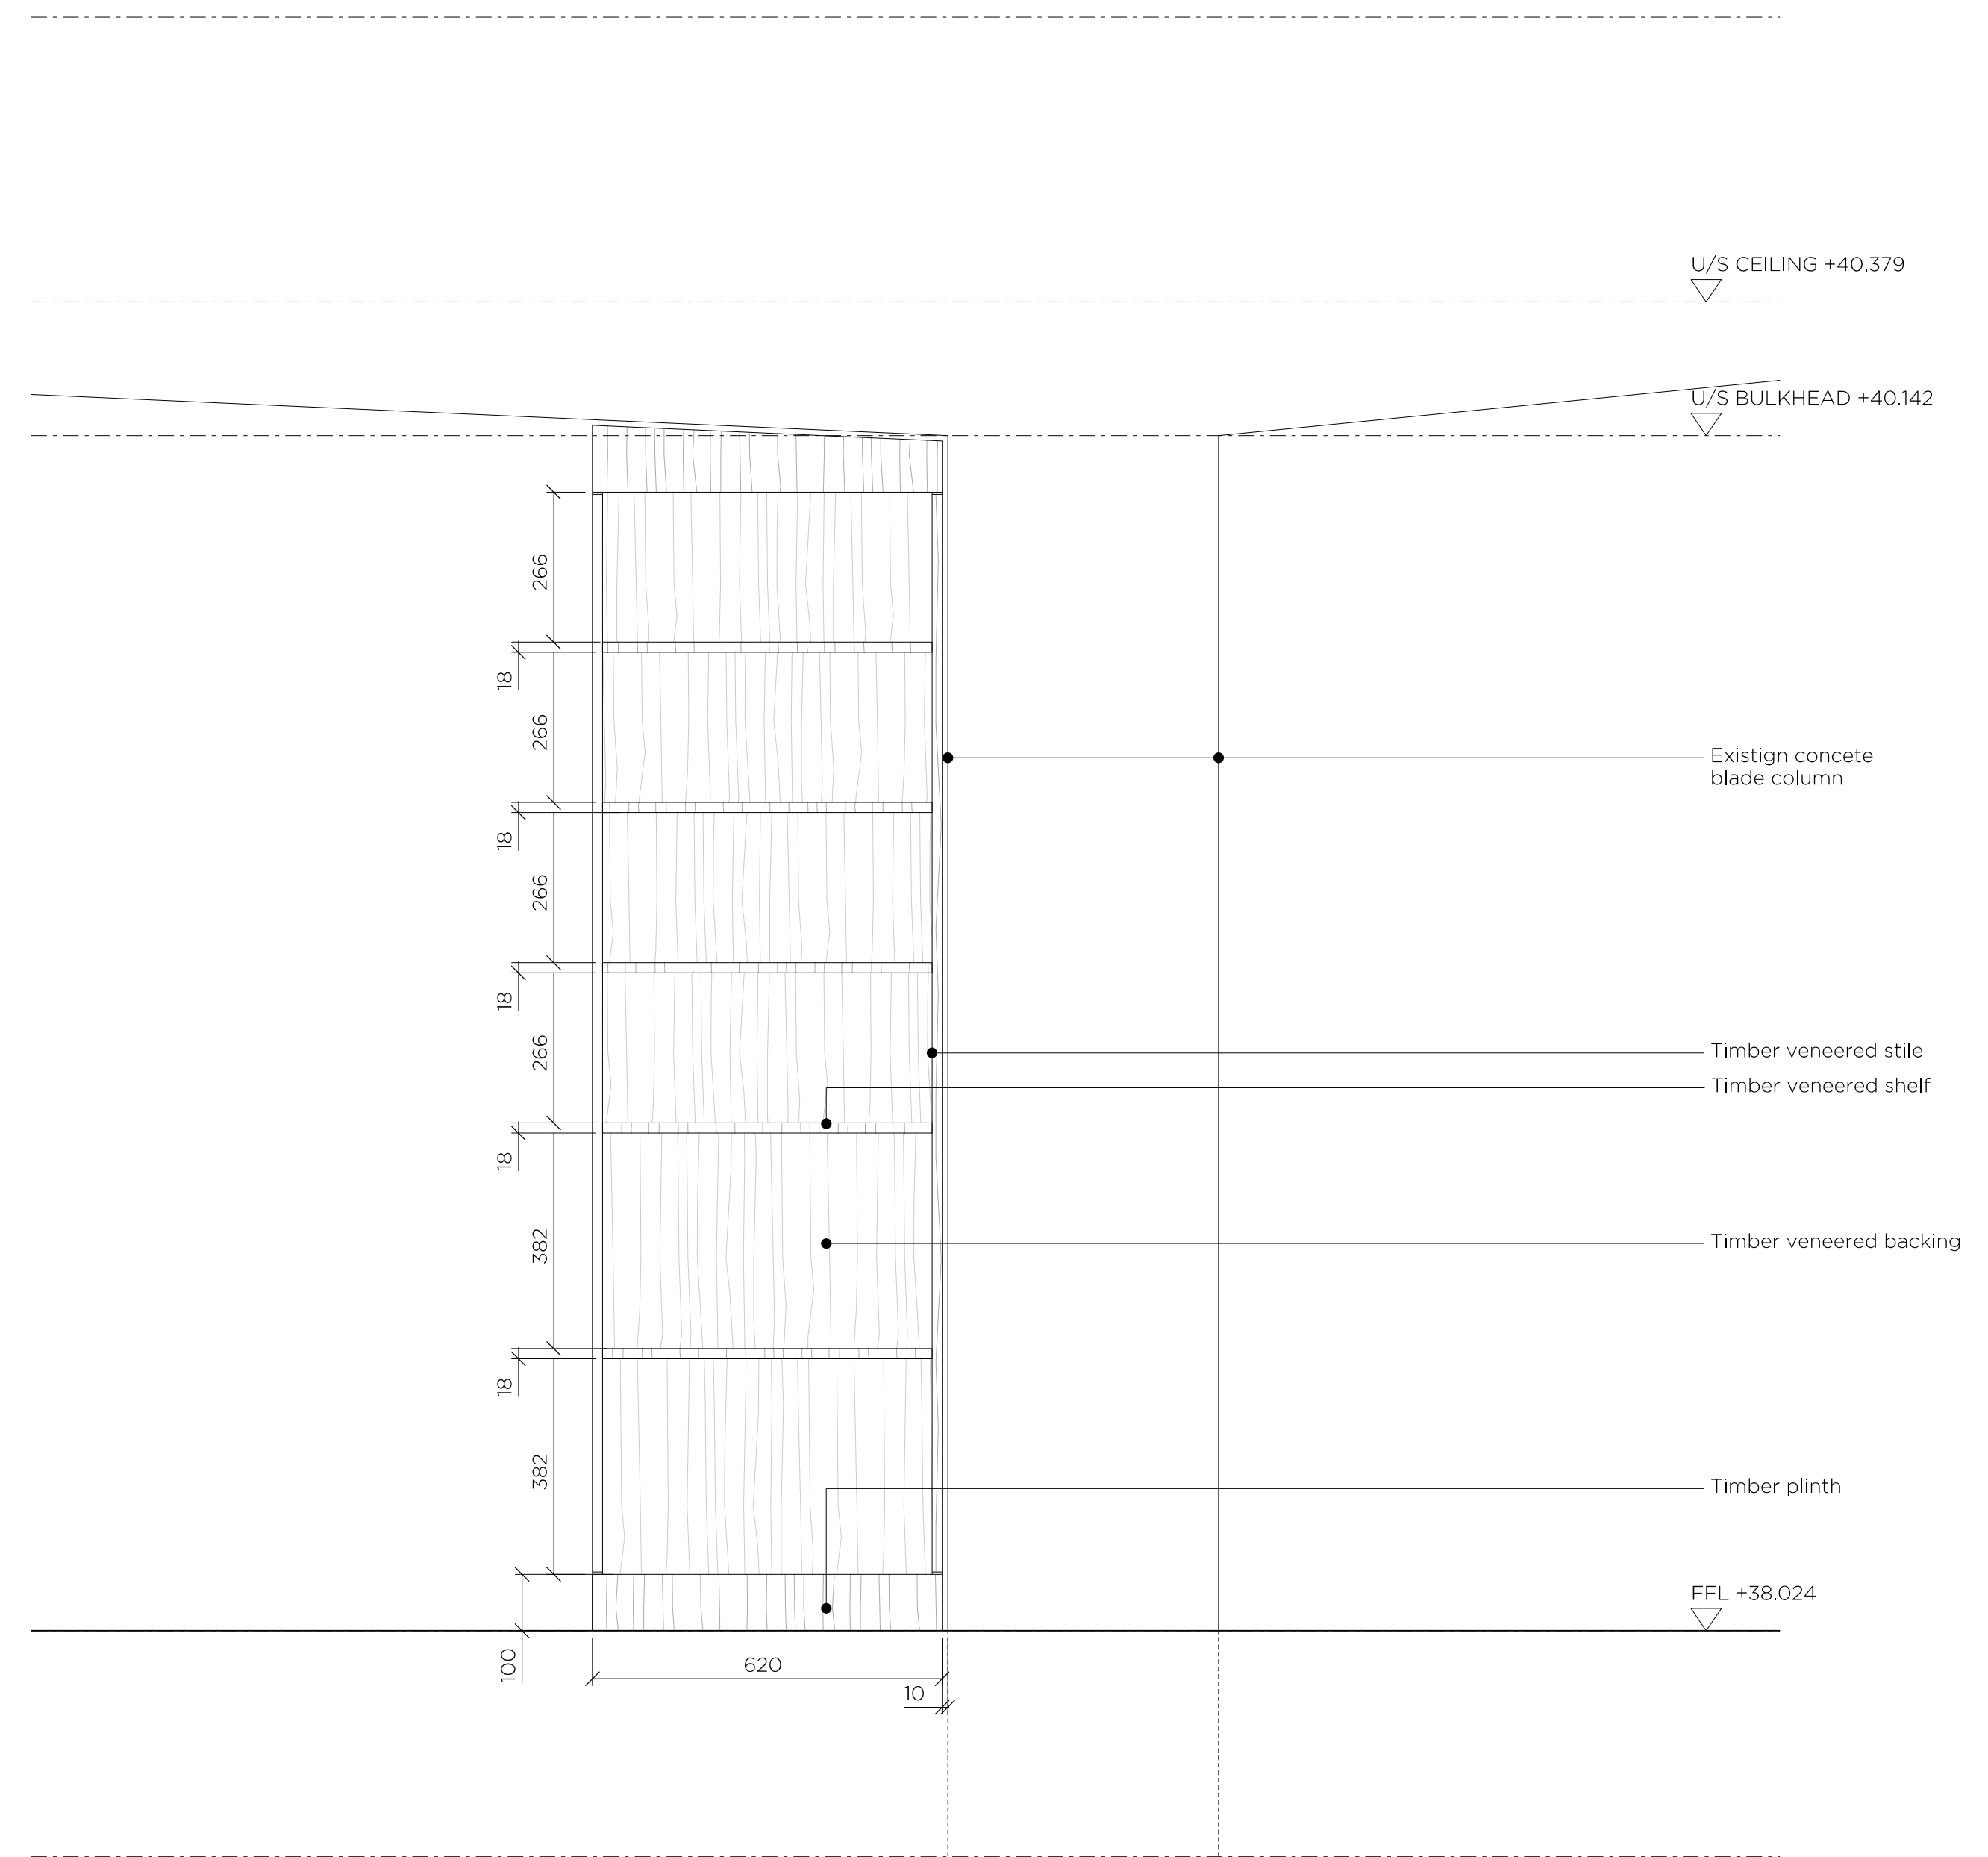 U/S CEILING +40.379
U/S BULKHEAD +40.142
266
18
266
Existign concete
blade column
18
266
18
266
Timber veneered stile
Timber veneered shelf
18
382
Timber veneered backing
18
382
Timber plinth
FFL +38.024
100
620
10